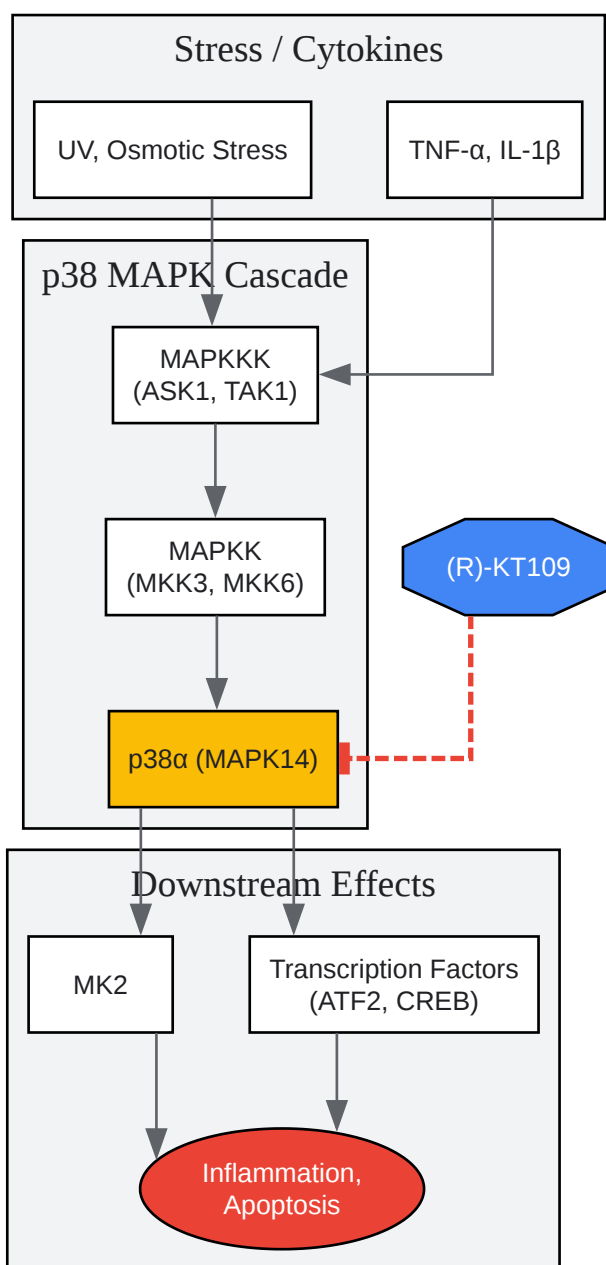 Stress / Cytokines
UV, Osmotic Stress
TNF-α, IL-1β
p38 MAPK Cascade
MAPKKK
(ASK1, TAK1)
MAPKK
(MKK3, MKK6)
(R)-KT109
p38α (MAPK14)
Downstream Effects
MK2
Transcription Factors
(ATF2, CREB)
Inflammation,
Apoptosis